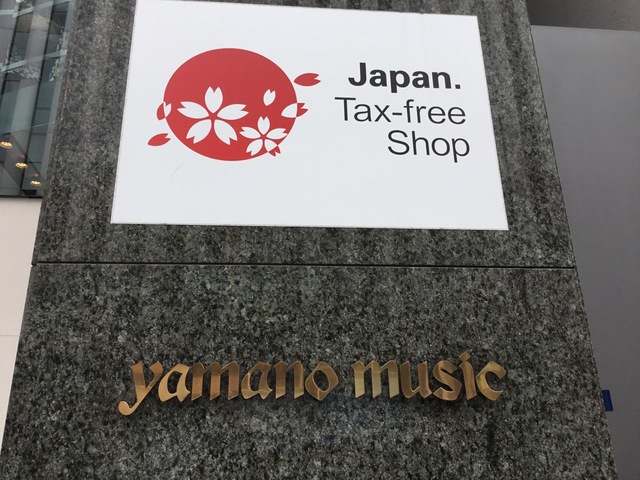 Japan.
Tax-free
Shop
yamano music